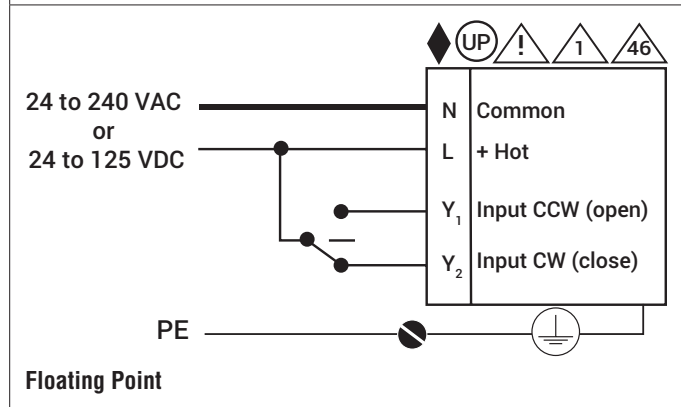 UP ! 1 46
24 to 240 VAC
or
24 to 125 VDC
N Common
L + Hot
Y₁ Input CCW (open)
Y₂ Input CW (close)
PE
Floating Point